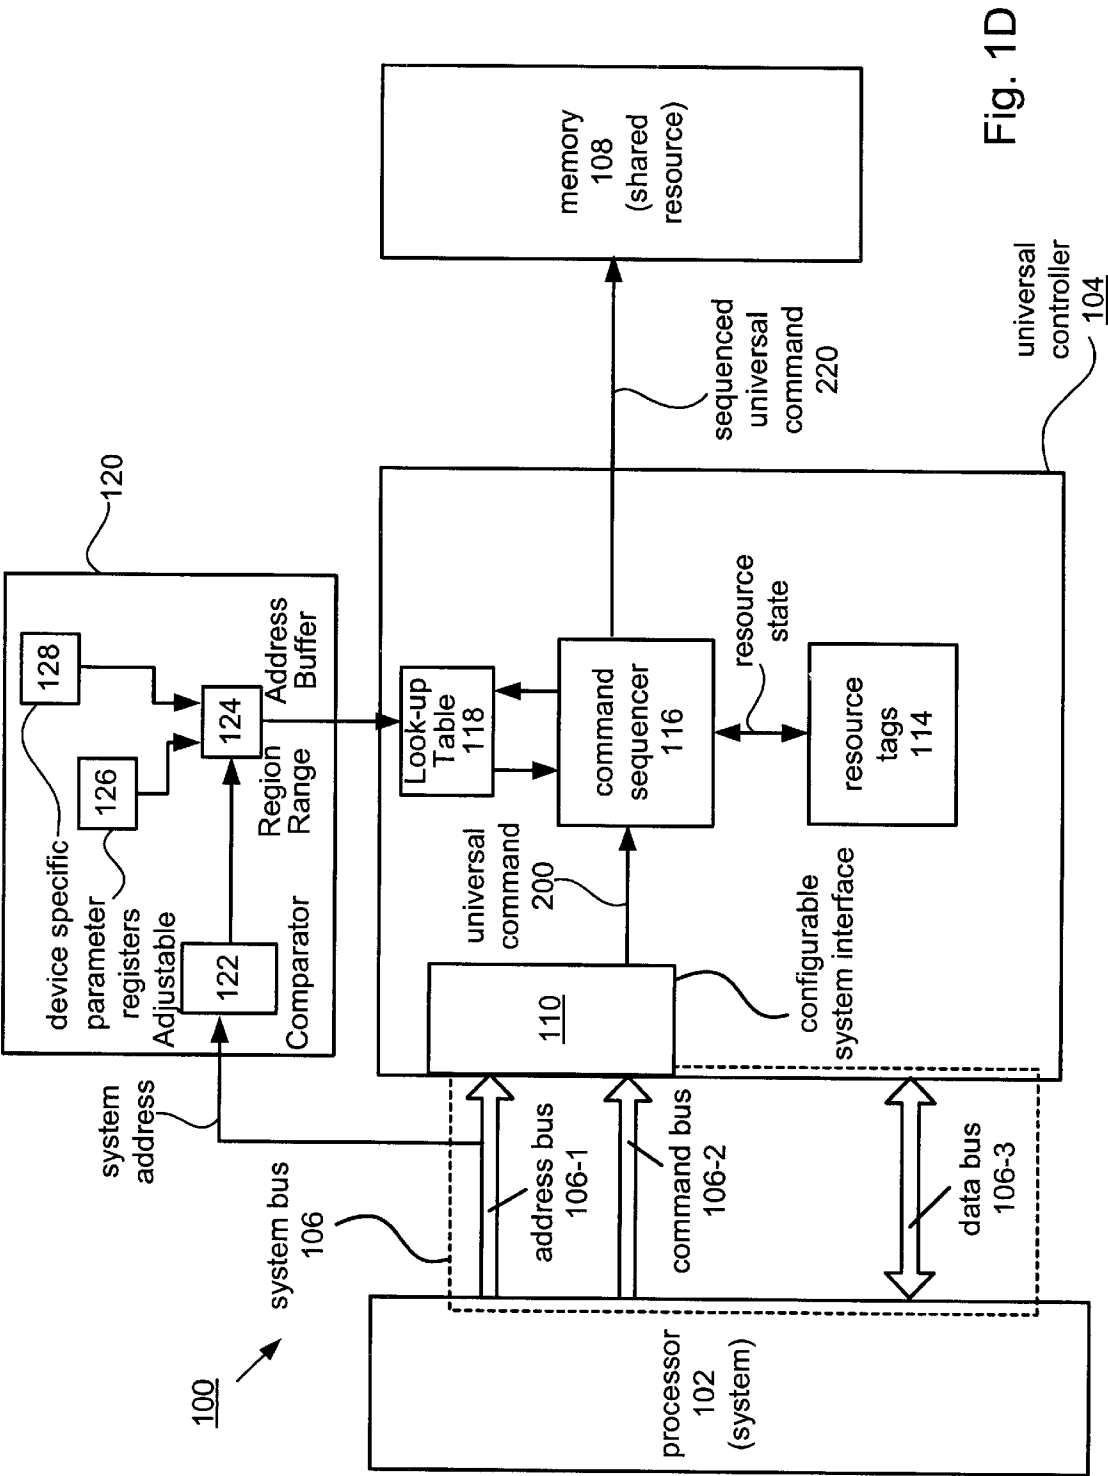 100
system bus
106
system
address
120
device specific
parameter
registers
126
128
Adjustable
122
Comparator
124
Region
Range
Address
Buffer
processor
102
(system)
address bus
106-1
command bus
106-2
data bus
106-3
110
configurable
system interface
universal
command
200
Look-up
Table
118
command
sequencer
116
resource
state
resource
tags
114
sequenced
universal
command
220
universal
controller
104
memory
108
(shared
resource)
Fig. 1D